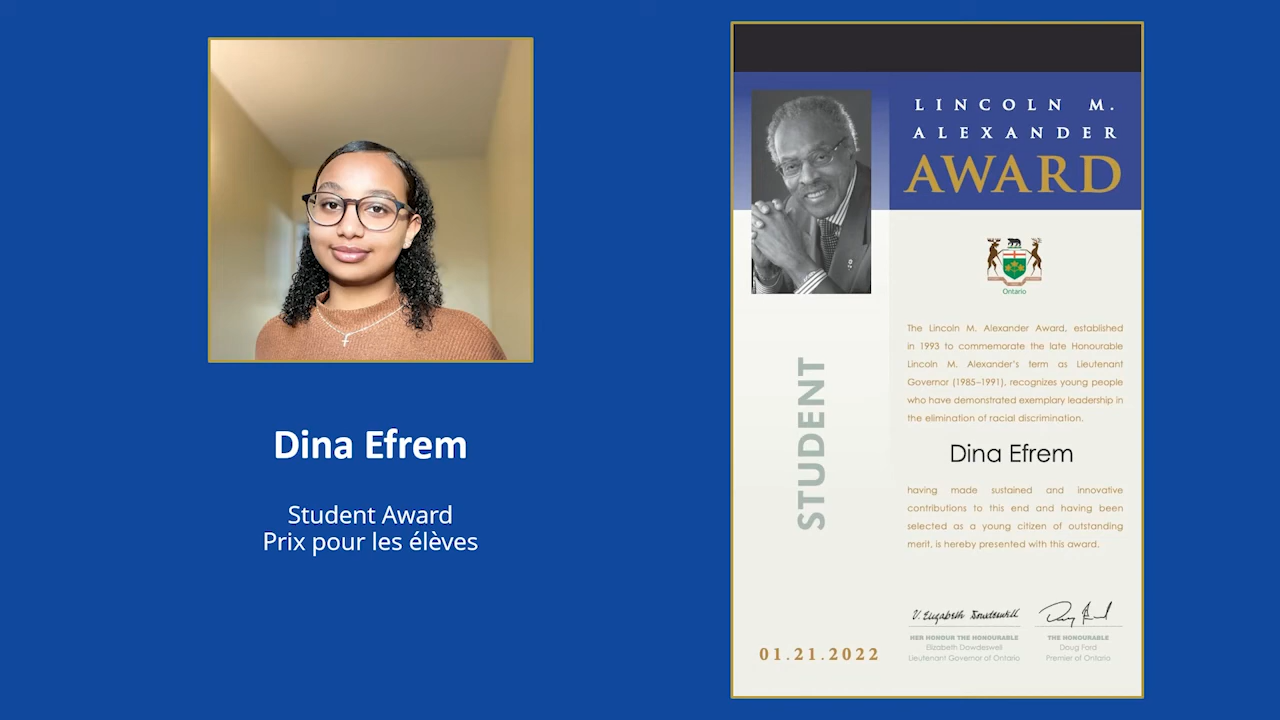 Dina Efrem
Student Award
Prix pour les élèves
LINCOLN M.
ALEXANDER
AWARD
Ontario
The Lincoln M. Alexander Award, established
in 1993 to commemorate the late Honourable
Lincoln M. Alexander's term as Lieutenant
Governor (1985–1991), recognizes young people
who have demonstrated exemplary leadership in
the elimination of racial discrimination.
Dina Efrem
having made sustained and innovative
contributions to this end and having been
selected as a young citizen of outstanding
merit, is hereby presented with this award.
STUDENT
01.21.2022
V. Elizabeth Dowdeswell
HER HONOUR THE HONOURABLE
Elizabeth Dowdeswell
Lieutenant Governor of Ontario
Doug Ford
THE HONOURABLE
Doug Ford
Premier of Ontario